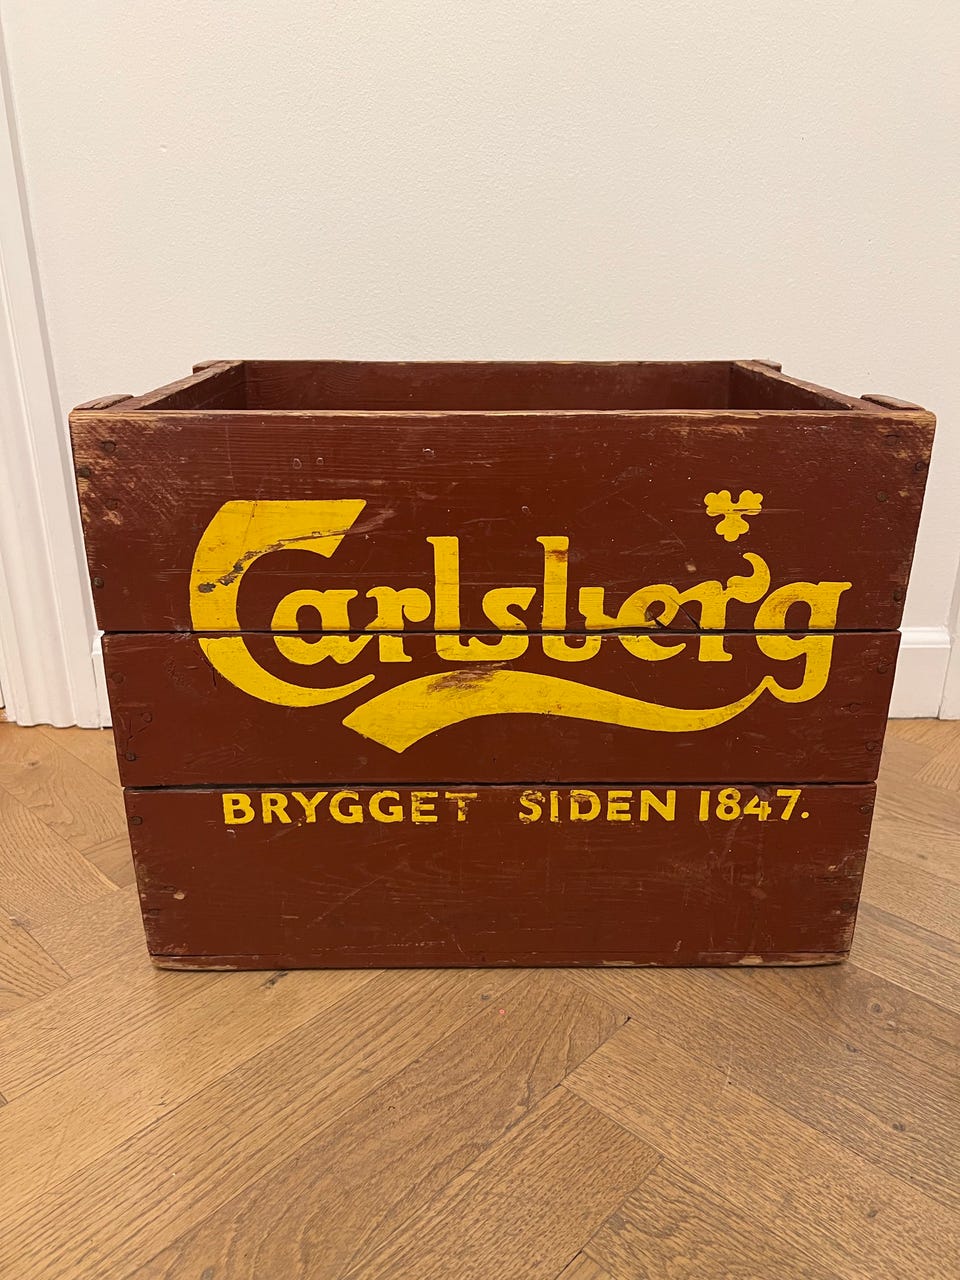 Carlsberg
BRYGGET SIDEN 1847.